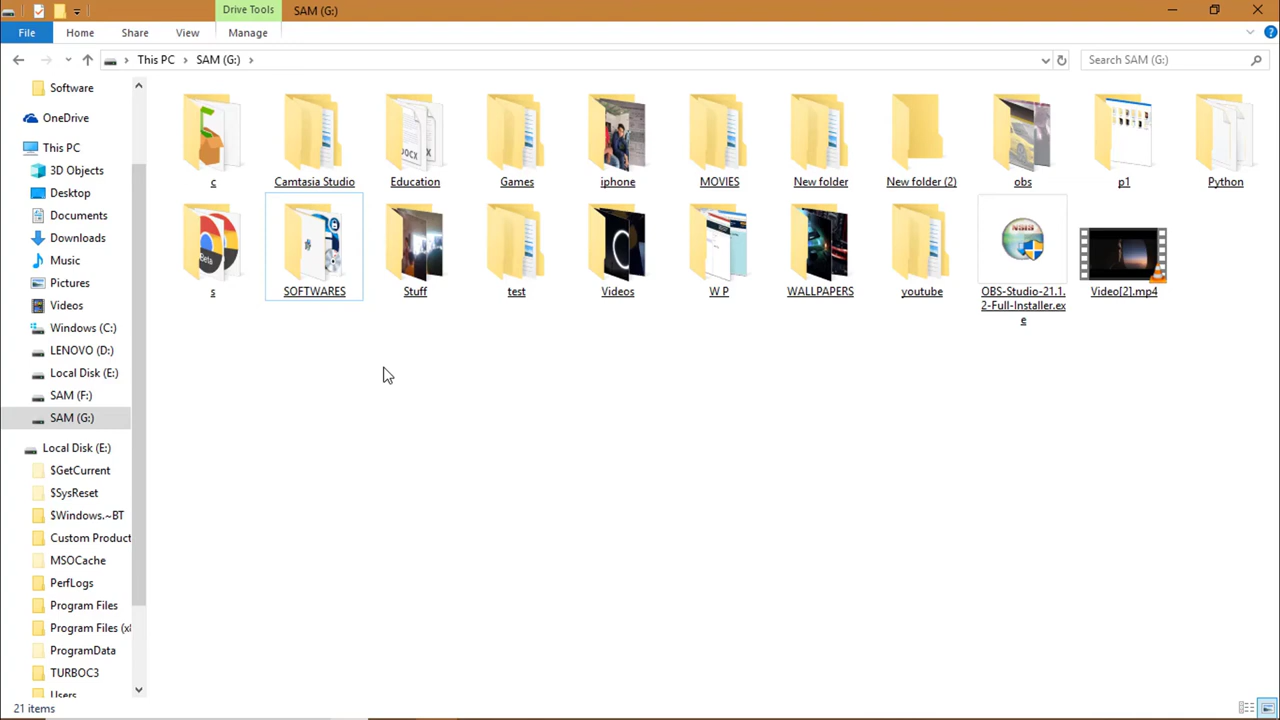 Drive Tools
SAM (G:)
File
Home
Share
View
Manage
This PC
SAM (G:)
Search SAM (G:)
Software
OneDrive
This PC
3D Objects
Desktop
Documents
Downloads
Music
Pictures
Videos
Windows (C:)
LENOVO (D:)
Local Disk (E:)
SAM (F:)
SAM (G:)
Local Disk (E:)
$GetCurrent
$SysReset
$Windows.~BT
Custom Product
MSOCache
PerfLogs
Program Files
Program Files (x8
ProgramData
TURBOC3
Users
c
Camtasia Studio
Education
Games
iphone
MOVIES
New folder
New folder (2)
obs
p1
Python
s
SOFTWARES
Stuff
test
Videos
W P
WALLPAPERS
youtube
OBS-Studio-21.1.
2-Full-Installer.ex
e
Video[2].mp4
DOCX
Beta
NSIS
21 items